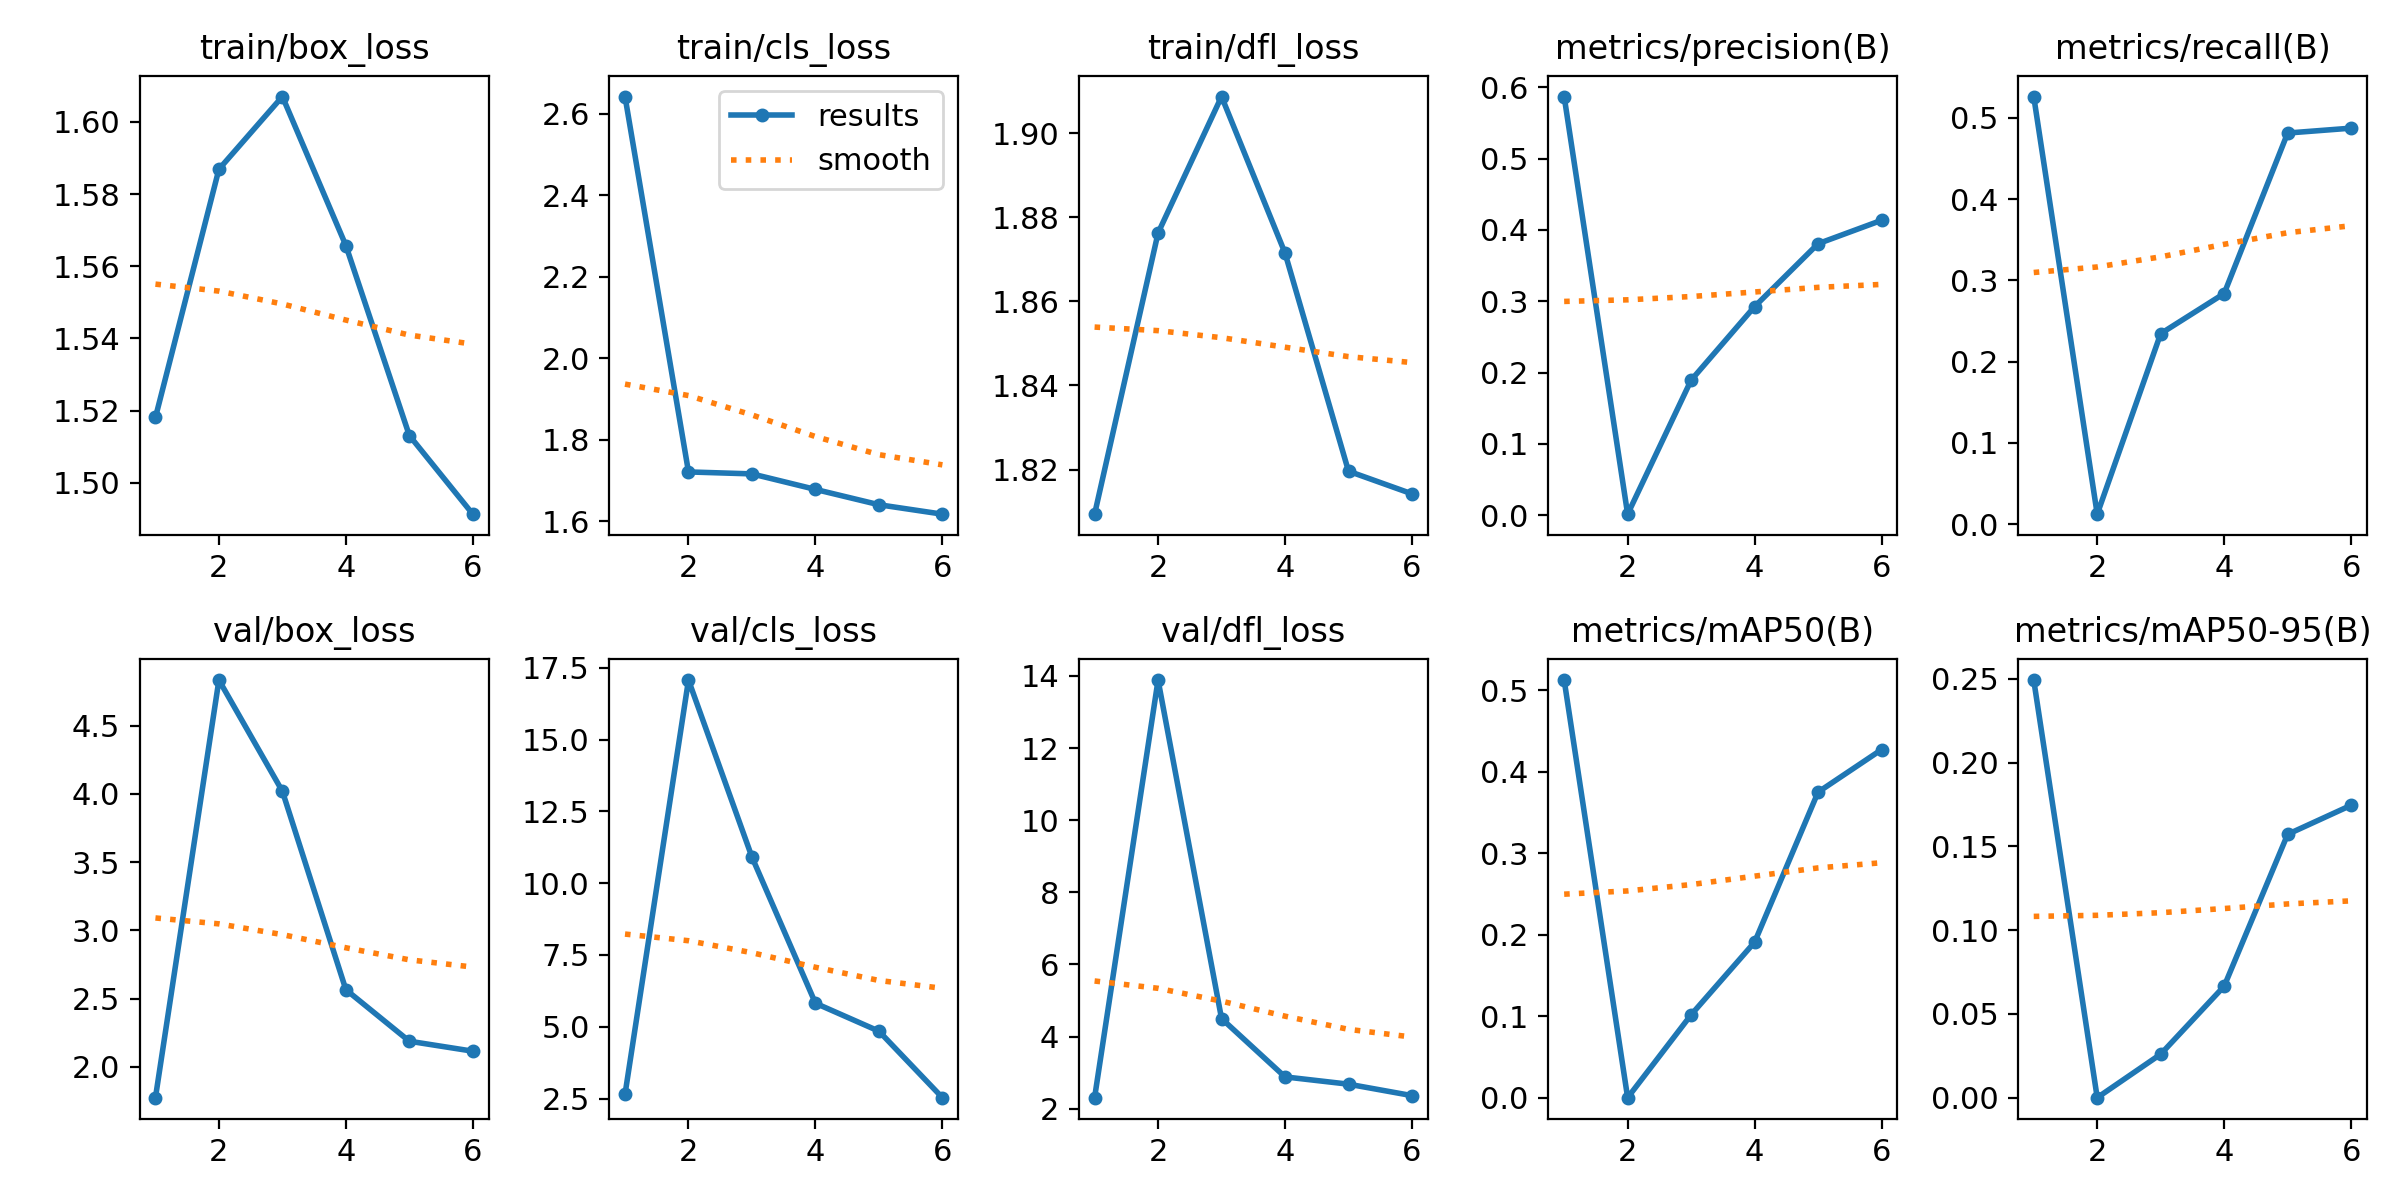 train/box_loss
1.60
1.58
1.56
1.54
1.52
1.50
2 4 6
train/cls_loss
results
smooth
2.6
2.4
2.2
2.0
1.8
1.6
2 4 6
train/dfl_loss
1.90
1.88
1.86
1.84
1.82
2 4 6
metrics/precision(B)
0.6
0.5
0.4
0.3
0.2
0.1
0.0
2 4 6
metrics/recall(B)
0.5
0.4
0.3
0.2
0.1
0.0
2 4 6
val/box_loss
4.5
4.0
3.5
3.0
2.5
2.0
2 4 6
val/cls_loss
17.5
15.0
12.5
10.0
7.5
5.0
2.5
2 4 6
val/dfl_loss
14
12
10
8
6
4
2
2 4 6
metrics/mAP50(B)
0.5
0.4
0.3
0.2
0.1
0.0
2 4 6
metrics/mAP50-95(B)
0.25
0.20
0.15
0.10
0.05
0.00
2 4 6